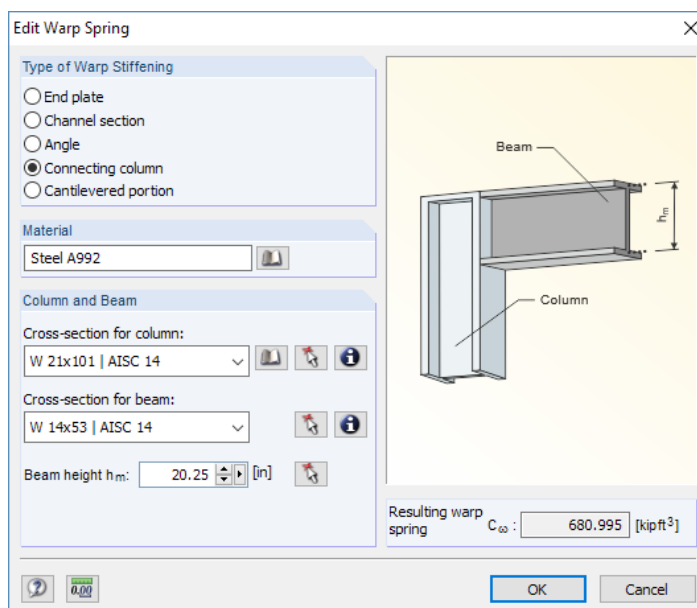 Edit Warp Spring
Type of Warp Stiffening
End plate
Channel section
Angle
Connecting column
Cantilevered portion
Material
Steel A992
Column and Beam
Cross-section for column:
W 21x101 | AISC 14
Cross-section for beam:
W 14x53 | AISC 14
Beam height hm: 20.25 [in]
Beam
hm
Column
Resulting warp
spring Cω : 680.995 [kipft³]
0.00
OK
Cancel